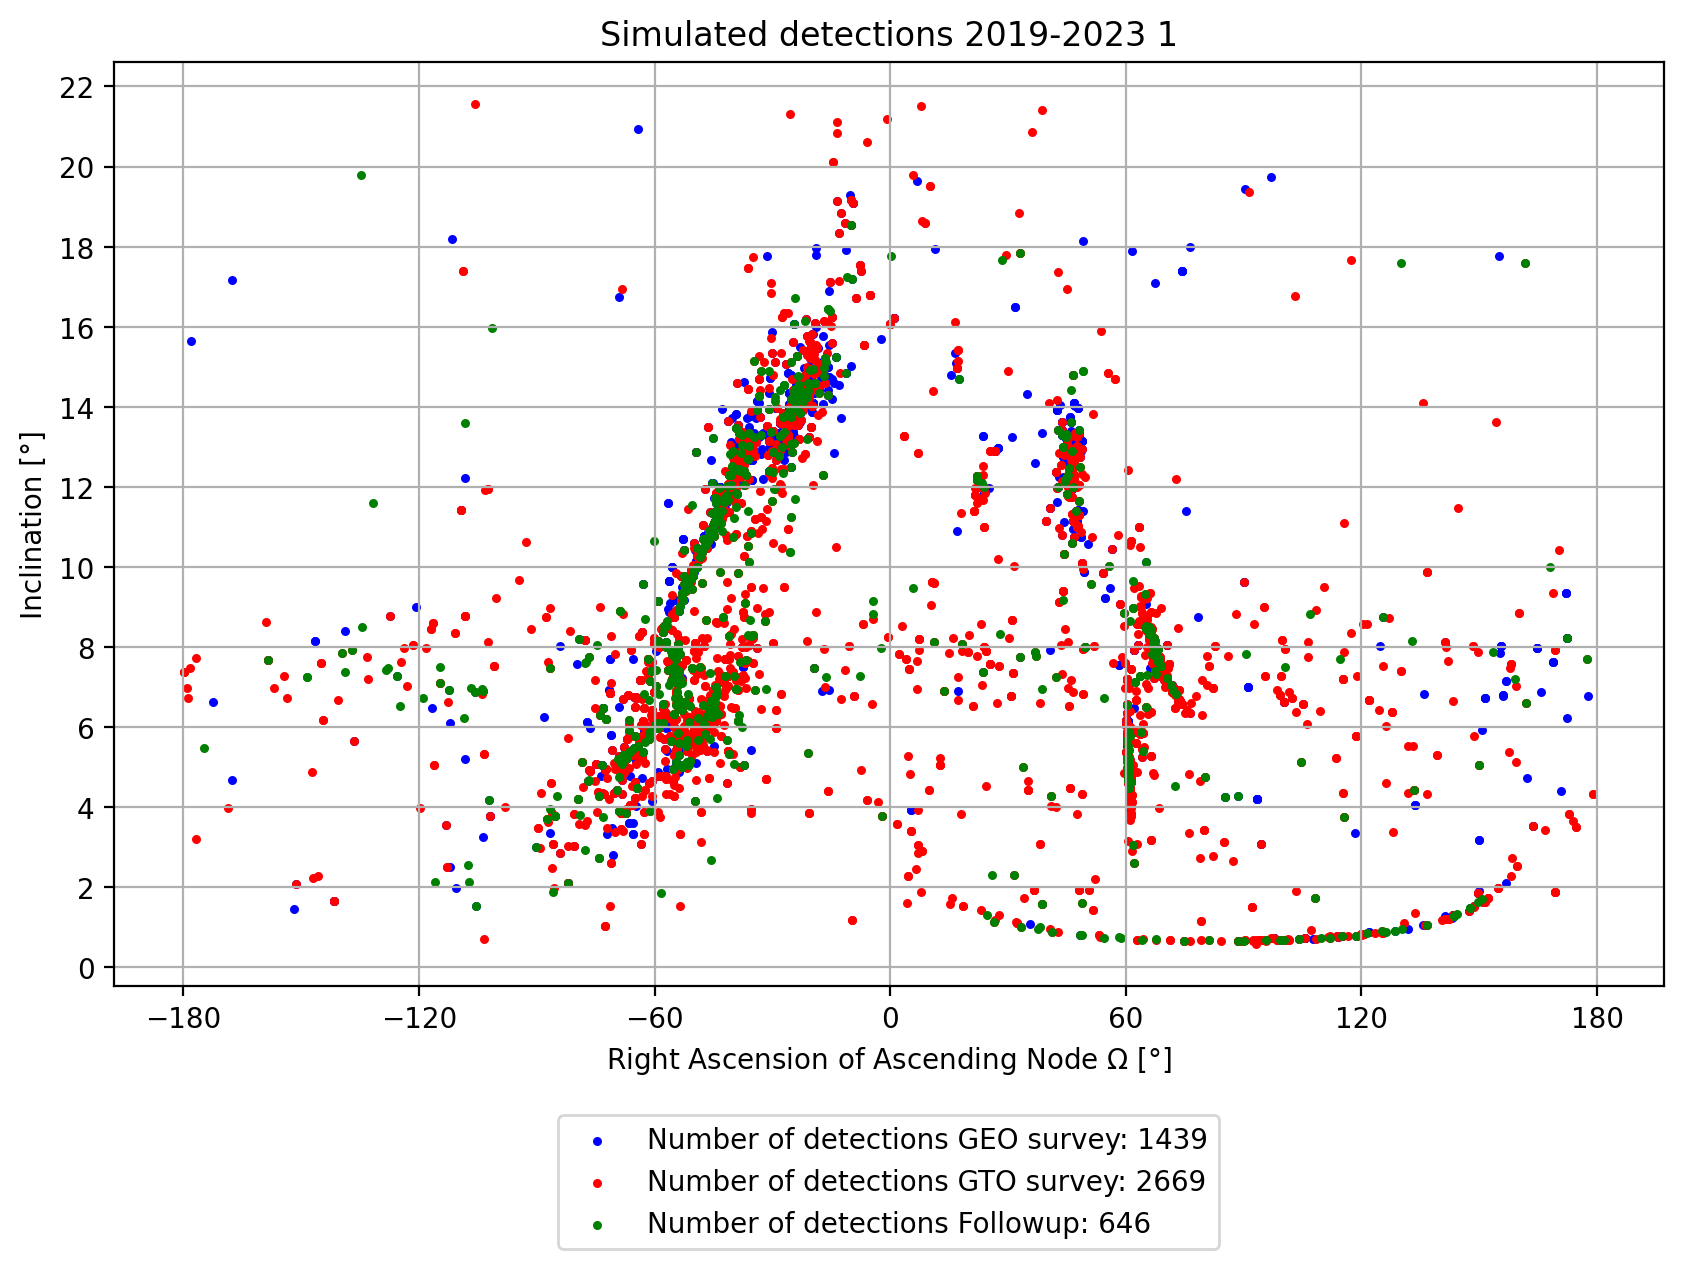 Simulated detections 2019-2023 1
Inclination [°]
22
20
18
16
14
12
10
8
6
4
2
0
−180 −120 −60 0 60 120 180
Right Ascension of Ascending Node Ω [°]
Number of detections GEO survey: 1439
Number of detections GTO survey: 2669
Number of detections Followup: 646